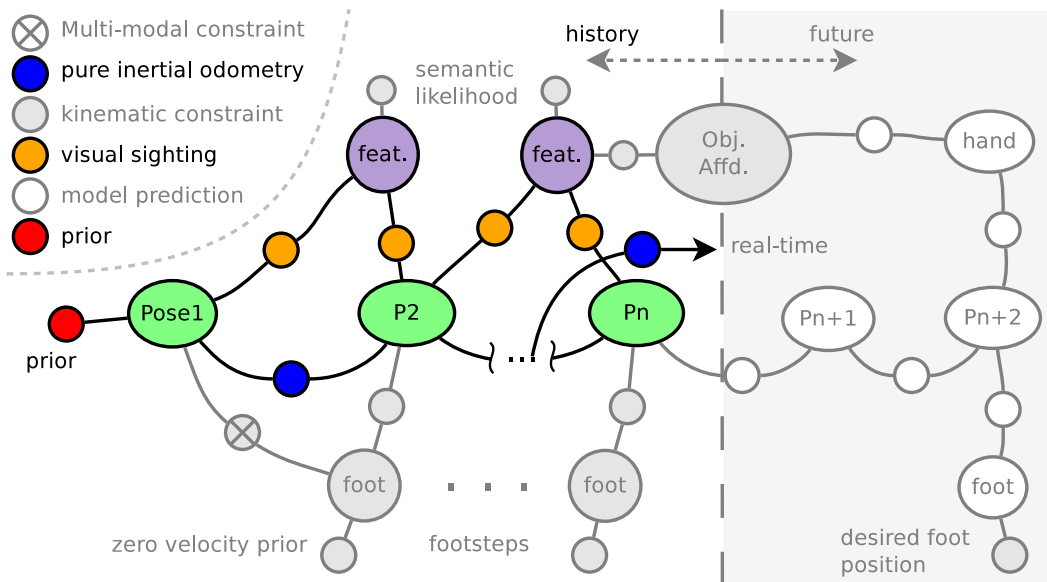 Multi-modal constraint
pure inertial odometry
kinematic constraint
visual sighting
model prediction
prior
history
future
semantic
likelihood
feat.
feat.
Obj.
Affd.
hand
real-time
Pose1
P2
Pn
Pn+1
Pn+2
prior
...
foot
. . . .
foot
foot
zero velocity prior
footsteps
desired foot
position